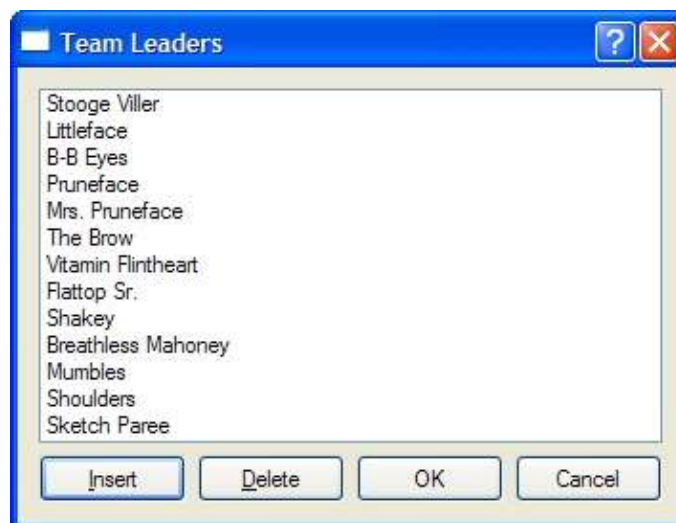 Team Leaders
?
Stooge Viller
Littleface
B-B Eyes
Pruneface
Mrs. Pruneface
The Brow
Vitamin Flintheart
Flattop Sr.
Shakey
Breathless Mahoney
Mumbles
Shoulders
Sketch Paree
Insert Delete OK Cancel